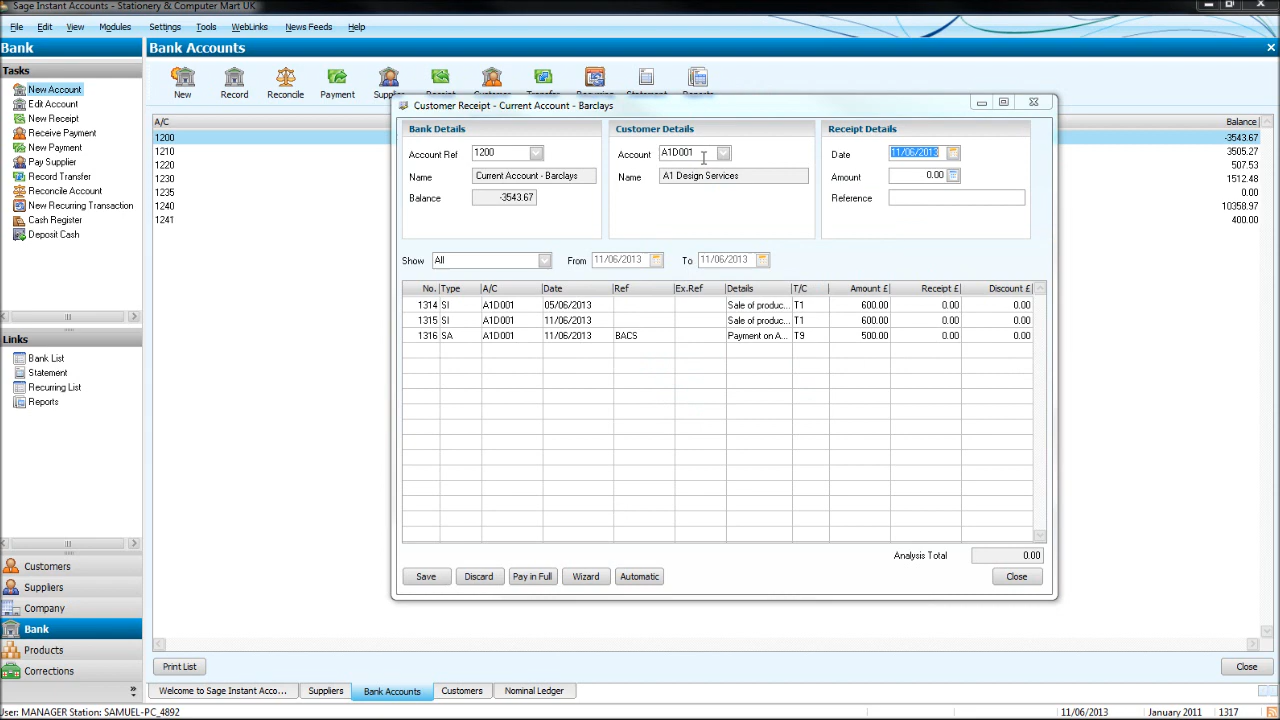 Sage Instant Accounts - Stationery & Computer Mart UK
File Edit View Modules Settings Tools WebLinks News Feeds Help
Bank
Bank Accounts
Tasks
New Account
Edit Account
New Receipt
Receive Payment
New Payment
Pay Supplier
Record Transfer
Reconcile Account
New Recurring Transaction
Cash Register
Deposit Cash
Links
Bank List
Statement
Recurring List
Reports
Customers
Suppliers
Company
Bank
Products
Corrections
New Record Reconcile Payment
A/C Balance
1200 -3543.67
1210 3505.27
1220 507.53
1230 1512.48
1235 0.00
1240 10358.97
1241 400.00
Customer Receipt - Current Account - Barclays
Bank Details Customer Details Receipt Details
Account Ref 1200 Account A1D001 Date 11/06/2013
Name Current Account - Barclays Name A1 Design Services Amount 0.00
Balance -3543.67 Reference
Show All From 11/06/2013 To 11/06/2013
No. Type A/C Date Ref Ex.Ref Details T/C Amount £ Receipt £ Discount £
1314 SI A1D001 05/06/2013 Sale of produc... T1 600.00 0.00 0.00
1315 SI A1D001 11/06/2013 Sale of produc... T1 600.00 0.00 0.00
1316 SA A1D001 11/06/2013 BACS Payment on A... T9 500.00 0.00 0.00
Analysis Total 0.00
Save Discard Pay in Full Wizard Automatic Close
Print List Close
Welcome to Sage Instant Acco... Suppliers Bank Accounts Customers Nominal Ledger
User: MANAGER Station: SAMUEL-PC_4892 11/06/2013 January 2011 1317